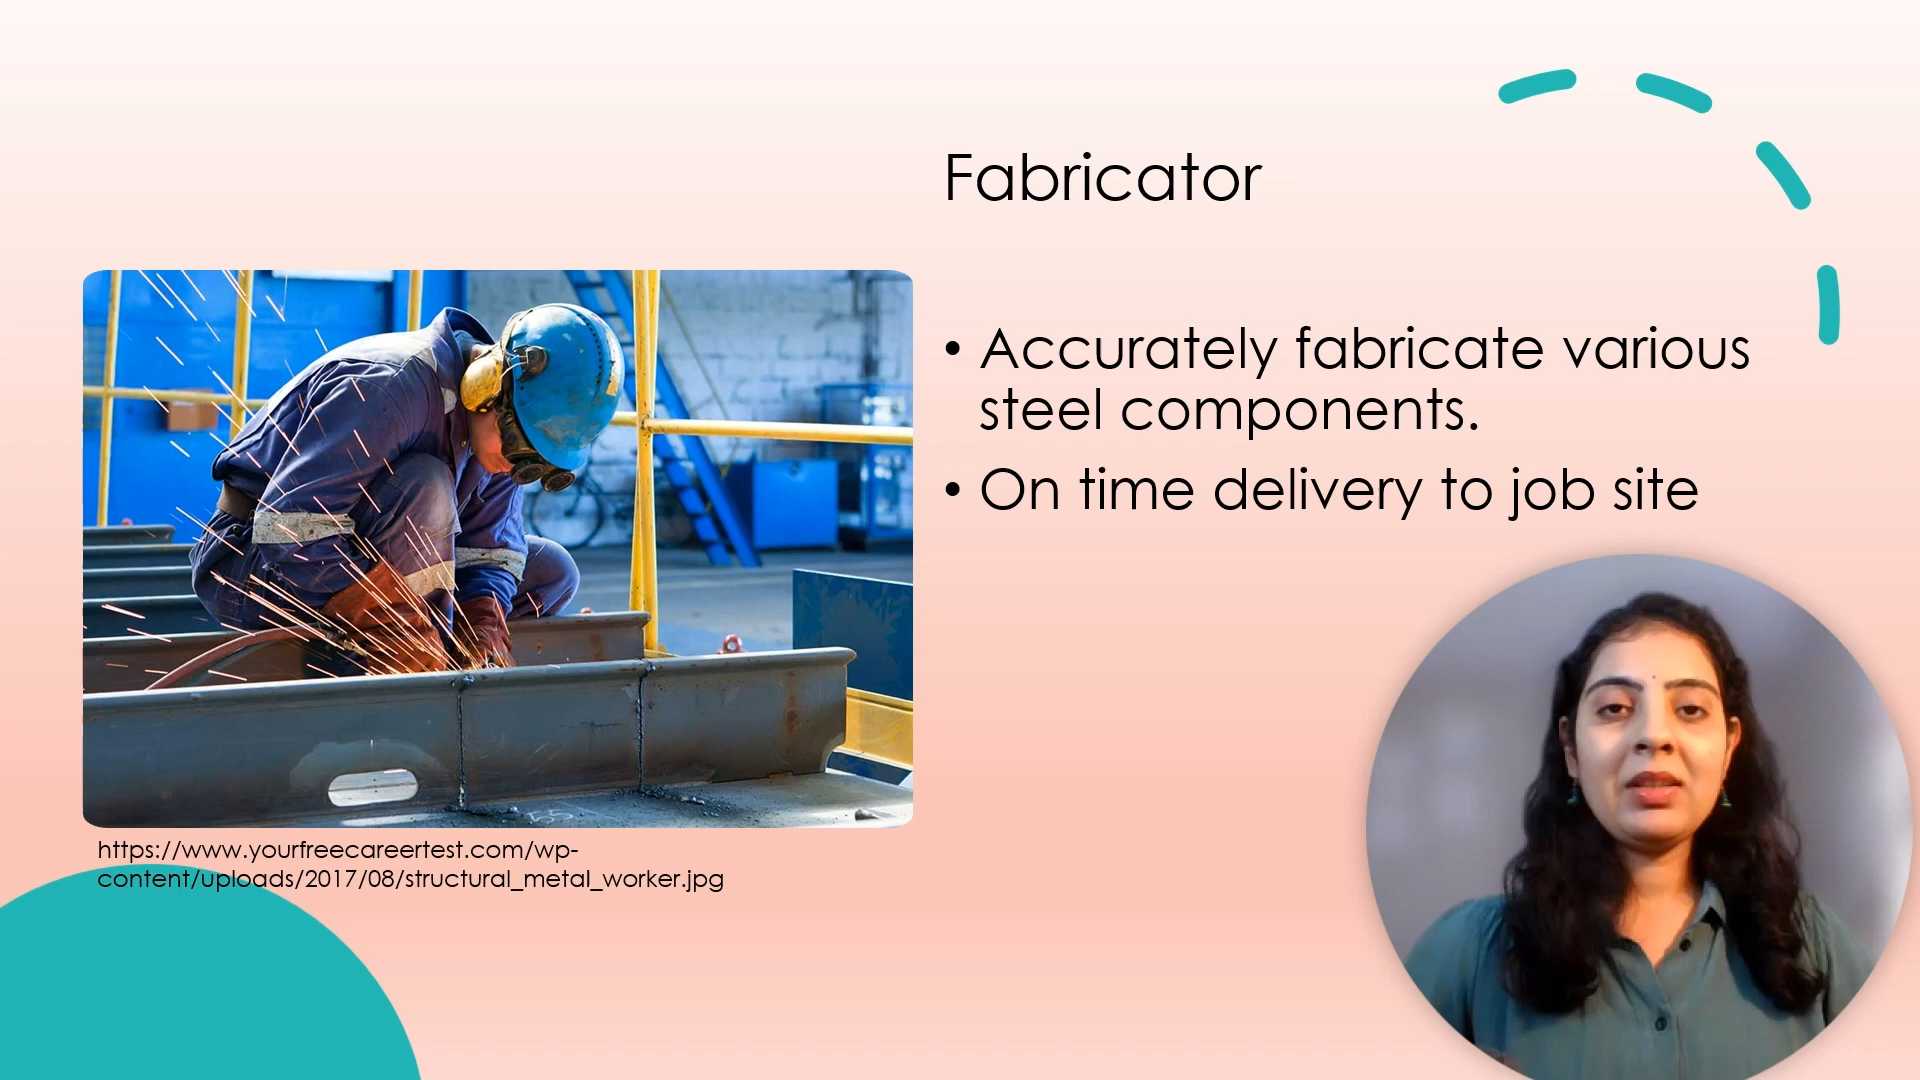 Fabricator
• Accurately fabricate various
steel components.
• On time delivery to job site
https://www.yourfreecareertest.com/wp-
content/uploads/2017/08/structural_metal_worker.jpg